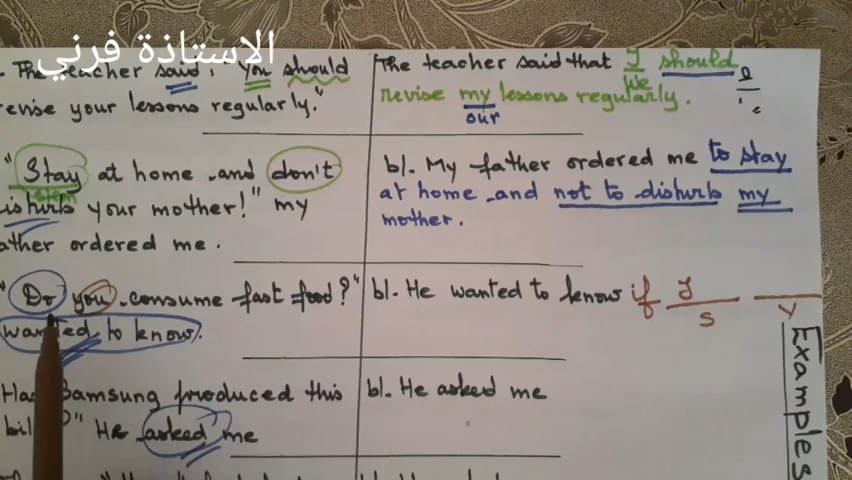 الاستاذة فرني
The teacher said: "You should
revise your lessons regularly."
The teacher said that I should
We
revise my lessons regularly.
our
"Stay at home and don't
stem
disturb your mother!" my
father ordered me.
b/. My father ordered me to stay
at home and not to disturb my
mother.
"Do you consume fast food?"
wanted to know.
b/. He wanted to know if I
S V
Has Samsung produced this
He asked me
b/. He asked me
Examples